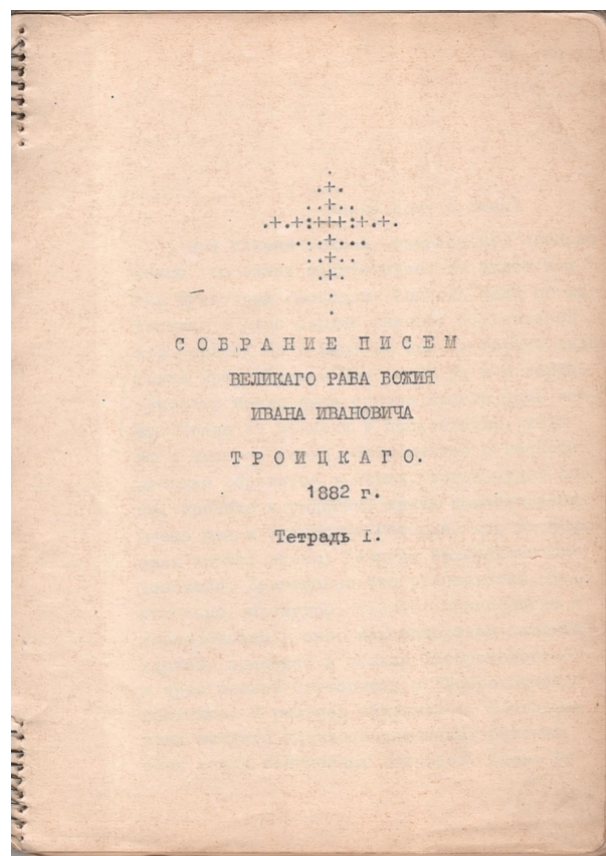 СОБРАНИЕ ПИСЕМ
ВЕЛИКАГО РАБА БОЖИЯ
ИВАНА ИВАНОВИЧА
ТРОИЦКАГО.
1882 г.
Тетрадь I.